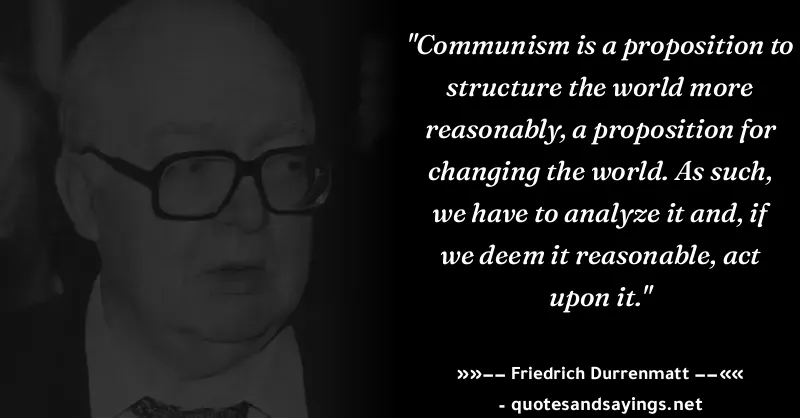 "Communism is a proposition to
structure the world more
reasonably, a proposition for
changing the world. As such,
we have to analyze it and, if
we deem it reasonable, act
upon it."
»»–– Friedrich Durrenmatt ––««
- quotesandsayings.net